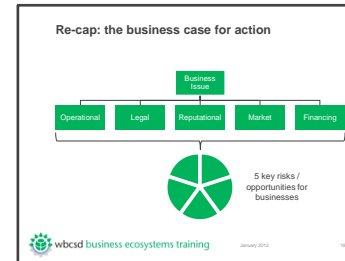 Re-cap: the business case for action
Business
Issue
Operational
Legal
Reputational
Market
Financing
5 key risks /
opportunities for
businesses
wbcsd business ecosystems training
January 2012